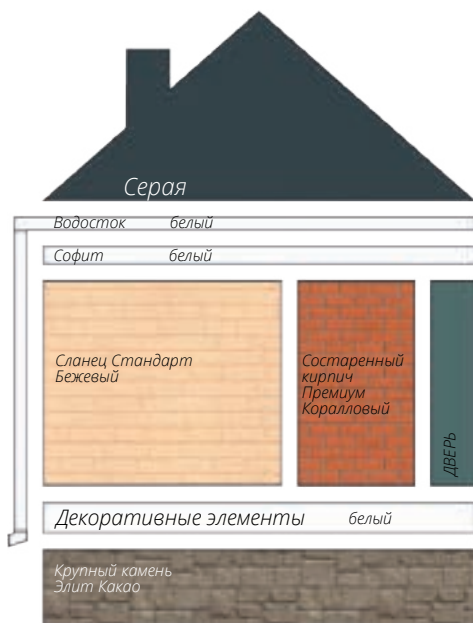 Серая
Водосток белый
Софит белый
Сланец Стандарт
Бежевый
Состаренный
кирпич
Премиум
Коралловый
ДВЕРЬ
Декоративные элементы белый
Крупный камень
Элит Какао